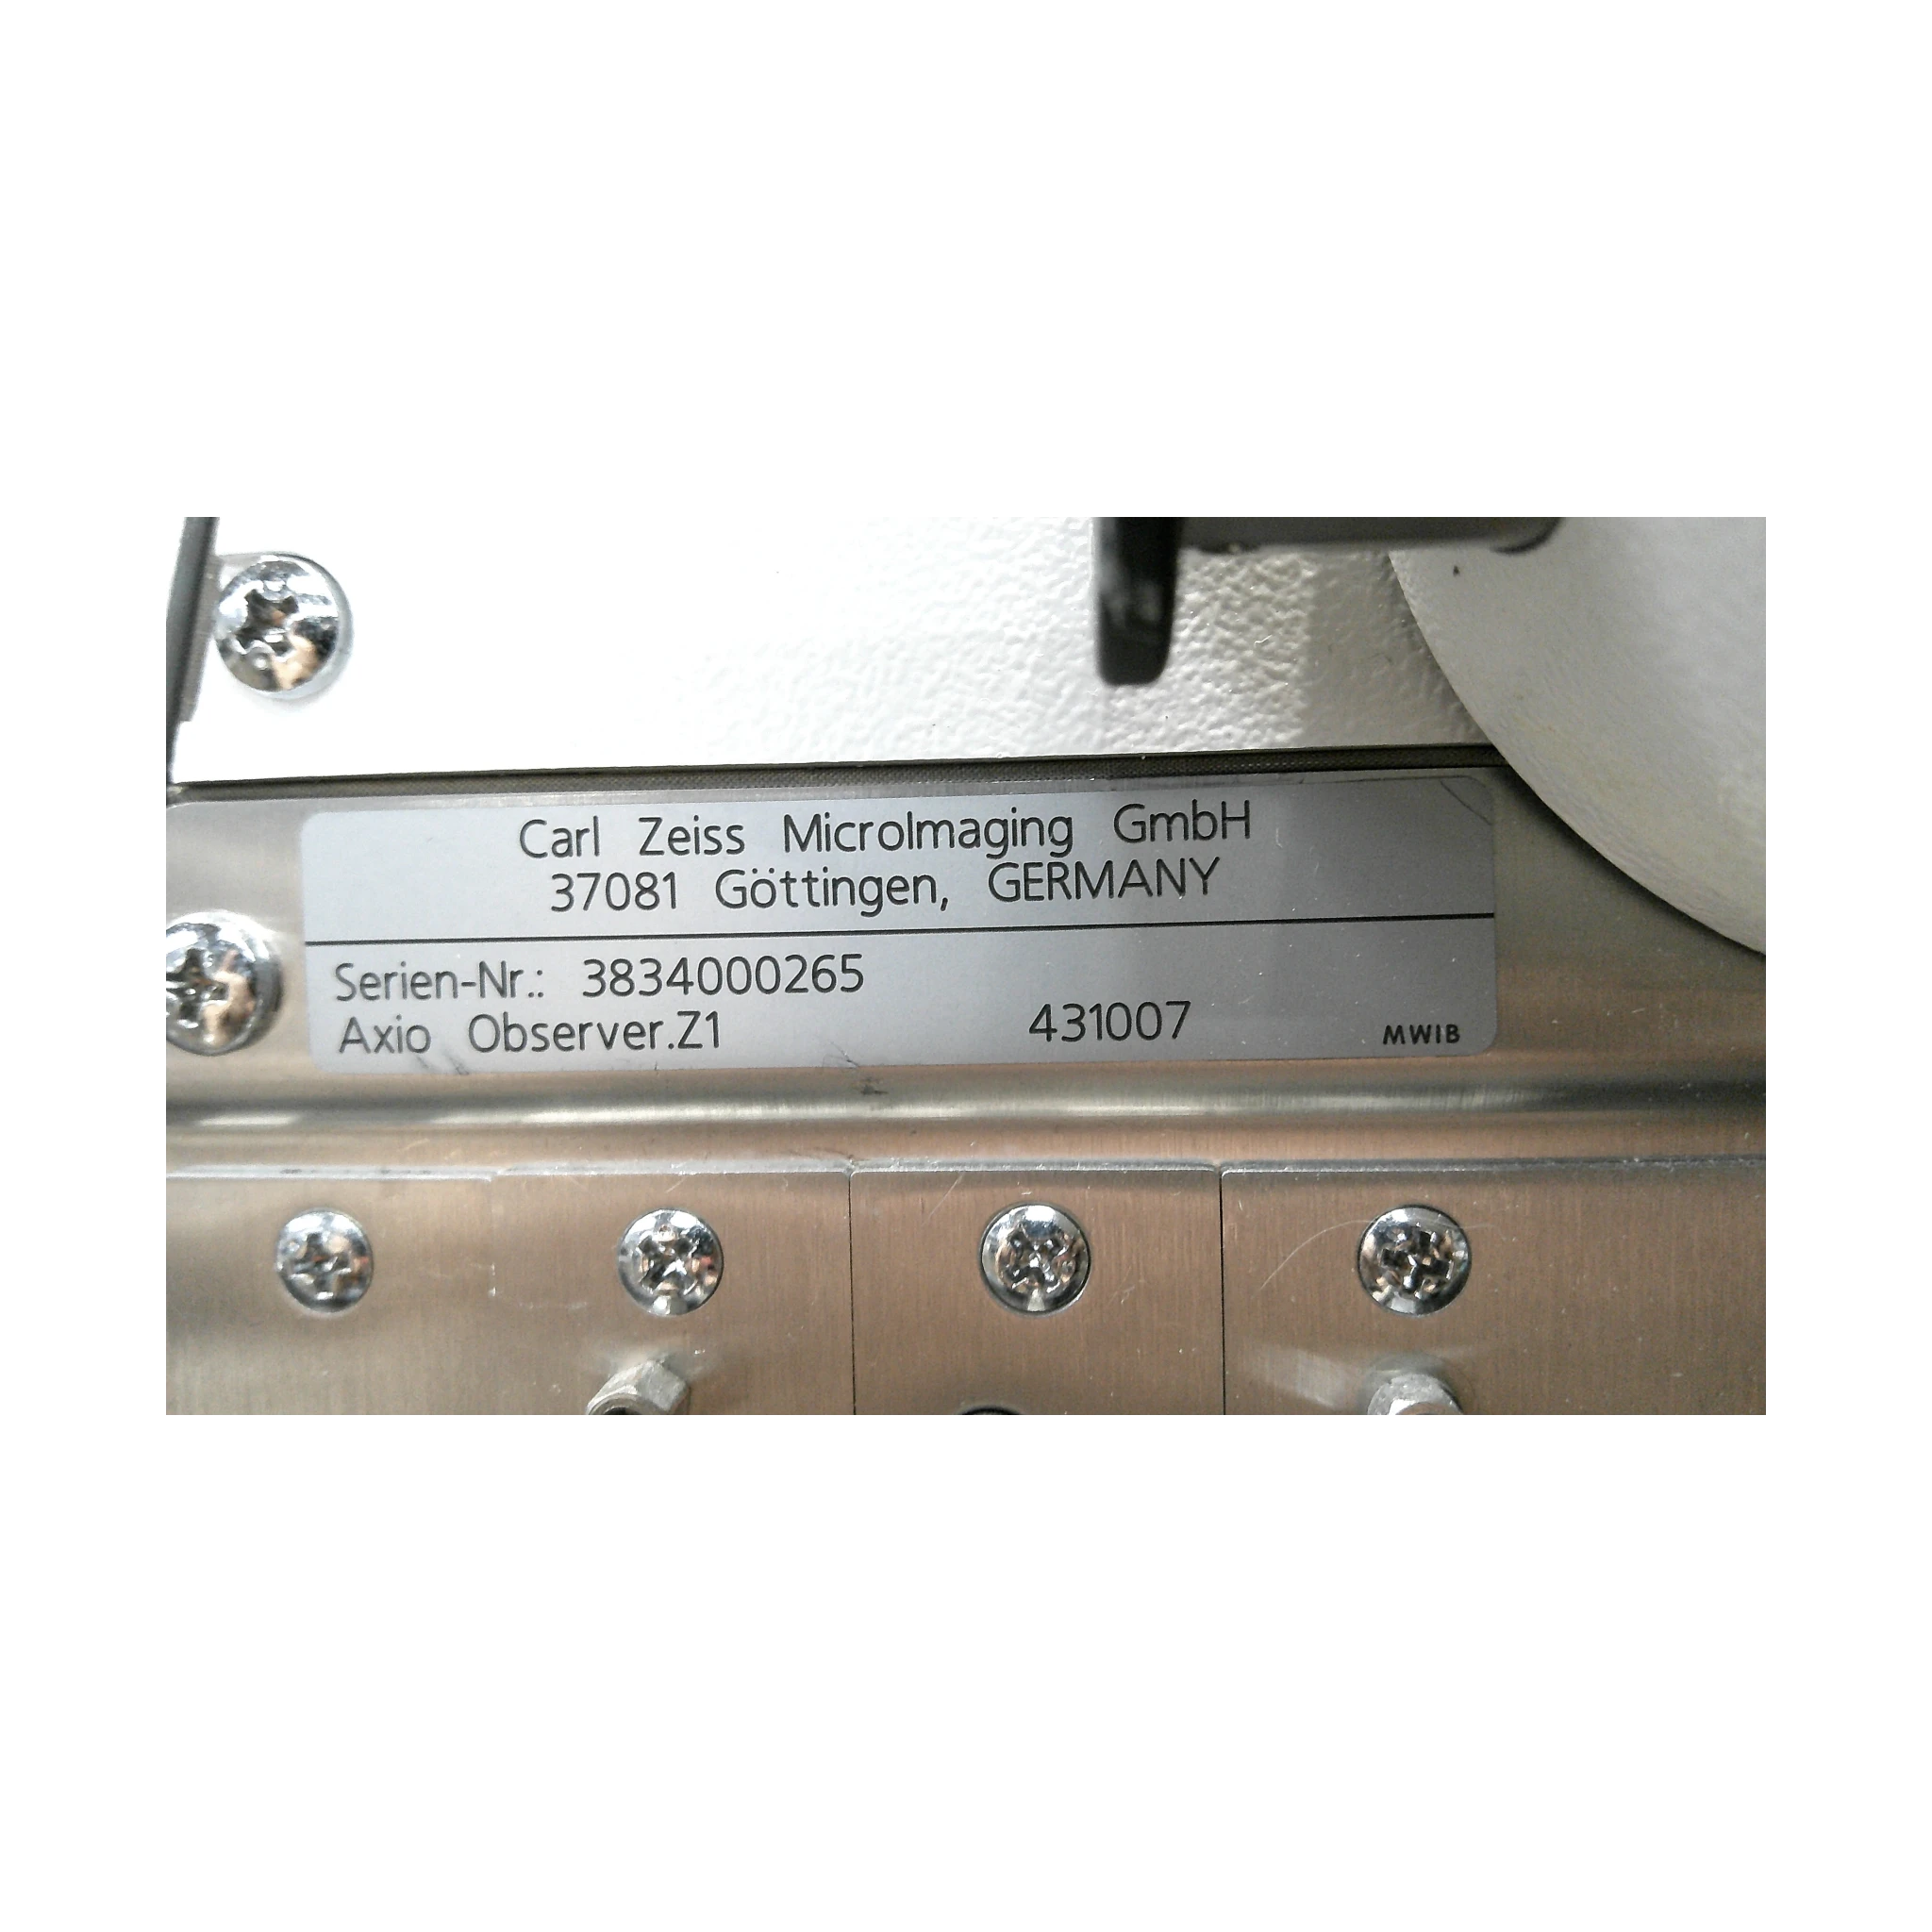 Carl Zeiss MicroImaging GmbH
37081 Göttingen, GERMANY
Serien-Nr.: 3834000265
Axio Observer.Z1 431007 MWIB